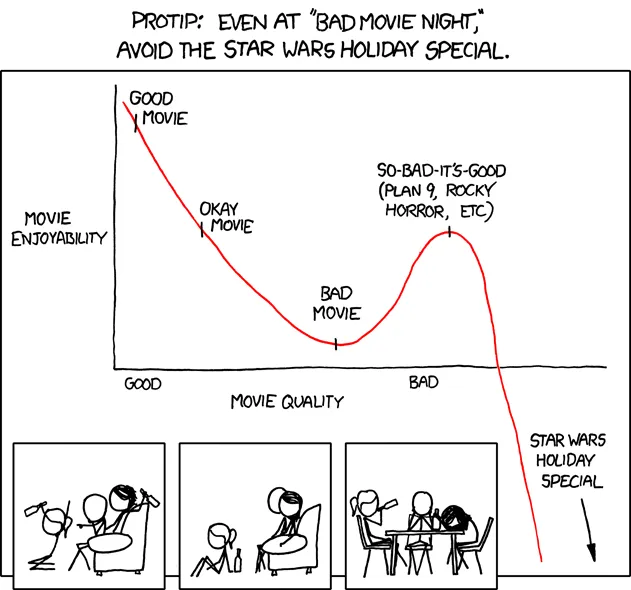 PROTIP: EVEN AT "BAD MOVIE NIGHT,"
AVOID THE STAR WARS HOLIDAY SPECIAL.
GOOD
MOVIE
OKAY
MOVIE
SO-BAD-IT'S-GOOD
(PLAN 9, ROCKY
HORROR, ETC)
MOVIE
ENJOYABILITY
BAD
MOVIE
GOOD
BAD
MOVIE QUALITY
STAR WARS
HOLIDAY
SPECIAL